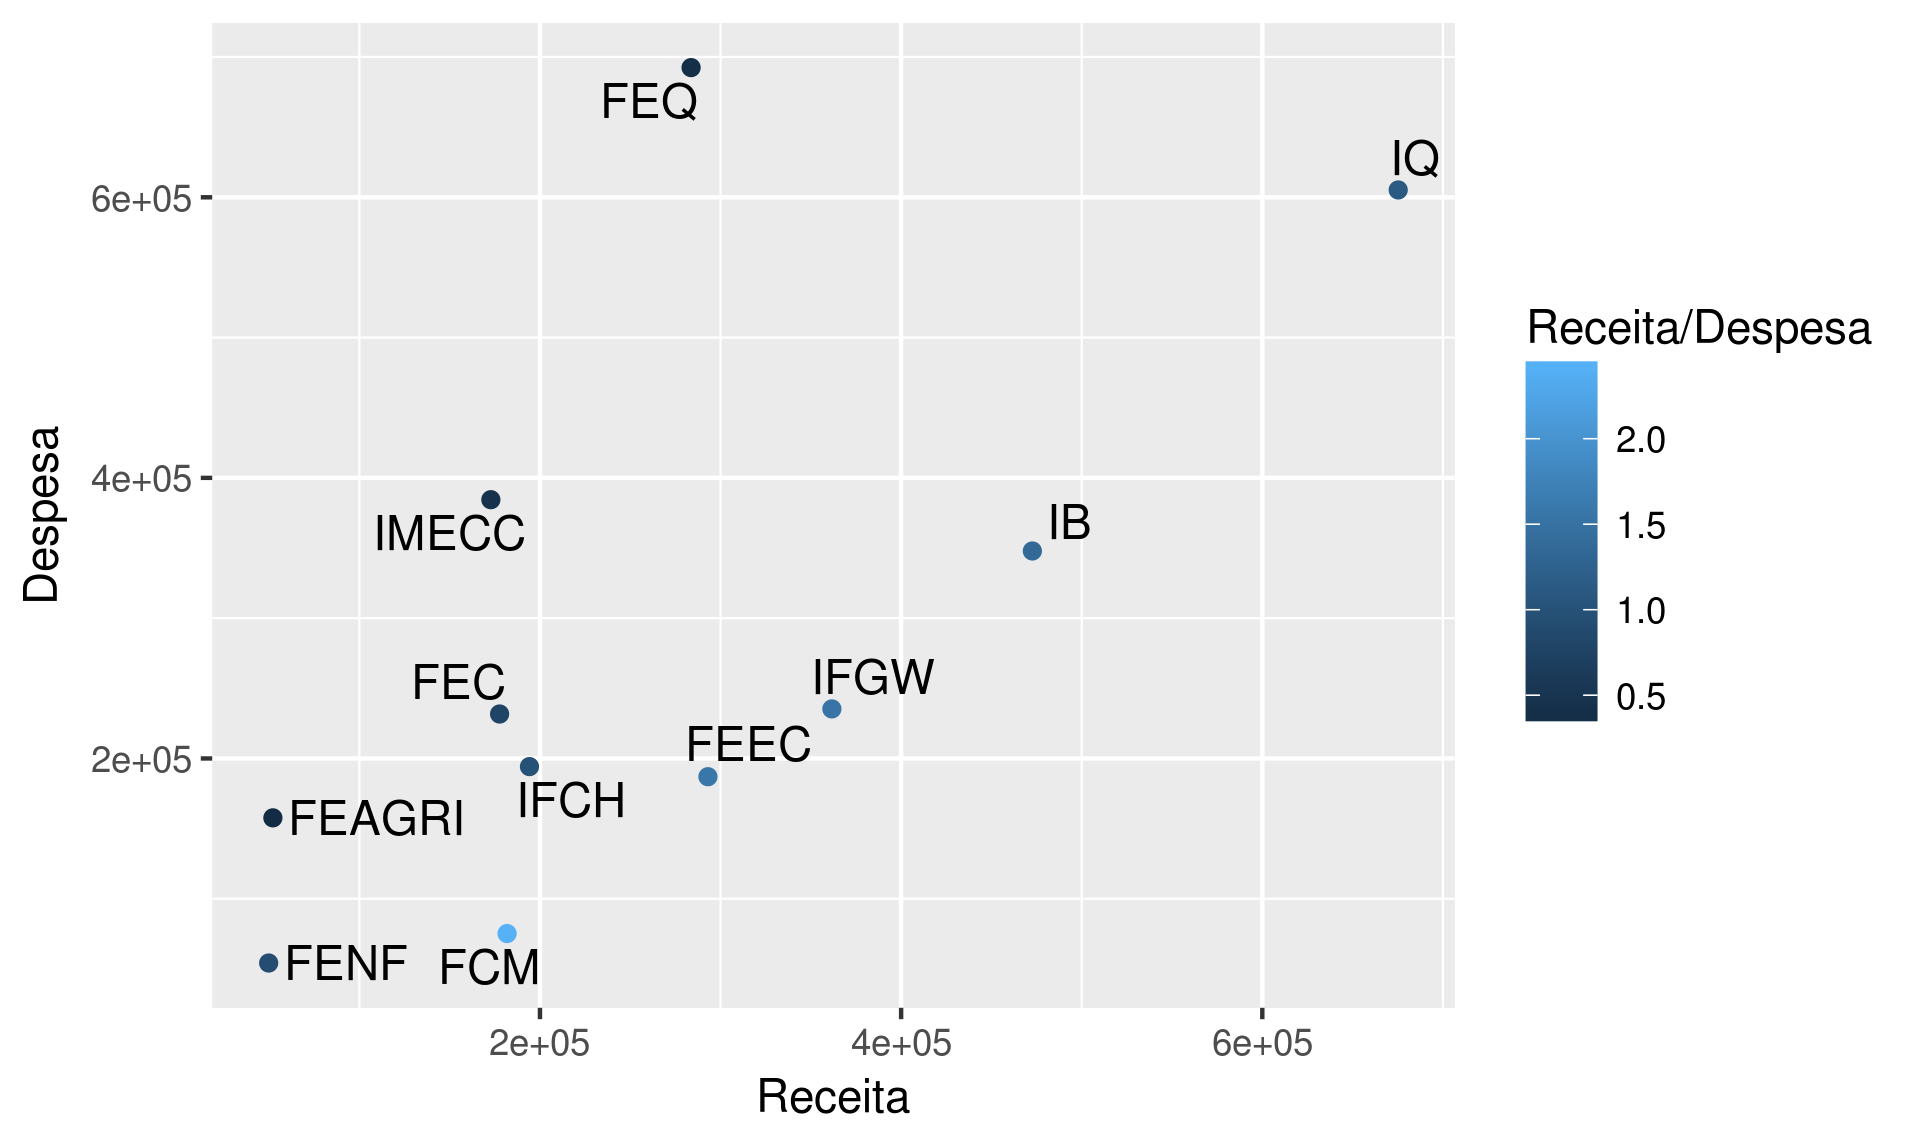 FEQ
IQ
6e+05
Receita/Despesa
2.0
1.5
1.0
0.5
4e+05
IMECC
IB
Despesa
FEC
IFGW
FEEC
2e+05
IFCH
FEAGRI
FENF
FCM
2e+05
4e+05
6e+05
Receita